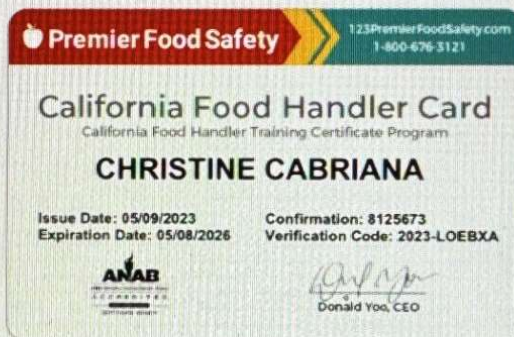 Premier Food Safety
123PremierFoodSafety.com
1-800-676-3121
California Food Handler Card
California Food Handler Training Certificate Program
CHRISTINE CABRIANA
Issue Date: 05/09/2023
Confirmation: 8125673
Expiration Date: 05/08/2026
Verification Code: 2023-LOEBXA
ANAB
ACCREDITED
Donald Yoo, CEO